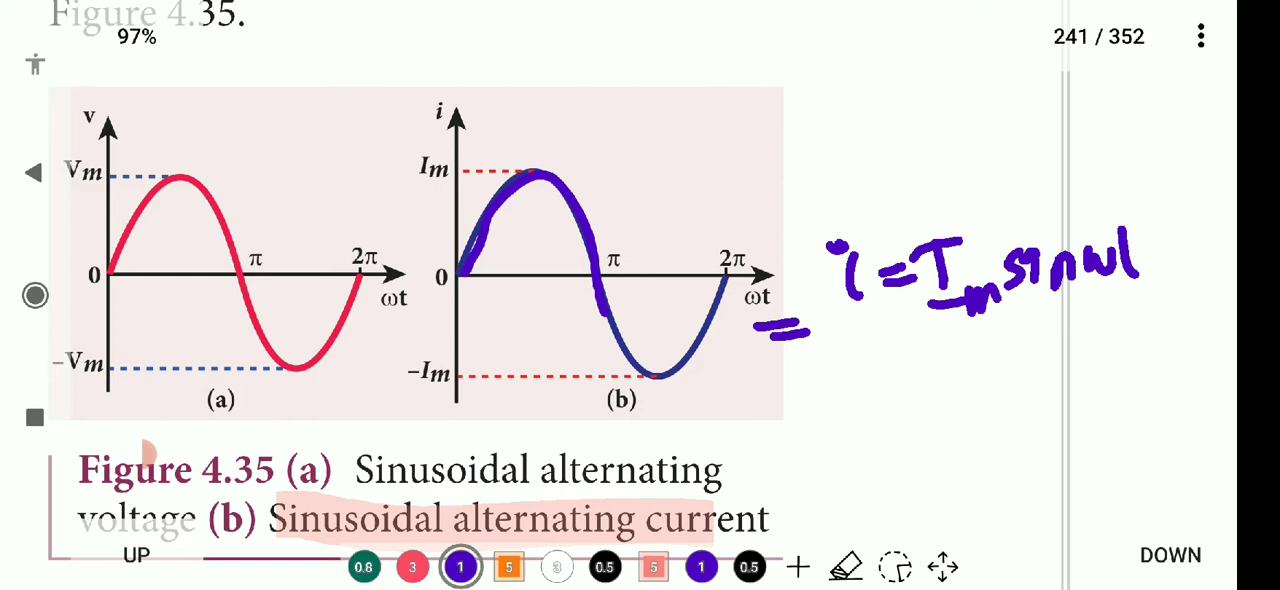 Figure 4.35.
97%
241 / 352
v
i
Vm
Im
0
π
2π
ωt
0
π
2π
ωt
i = Im sin ωt
=
–Vm
–Im
(a)
(b)
Figure 4.35 (a) Sinusoidal alternating
voltage (b) Sinusoidal alternating current
UP
0.8
3
1
5
3
0.5
5
1
0.5
DOWN